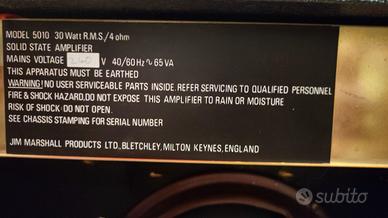 MODEL 5010 30 Watt R.M.S./4 ohm
SOLID STATE AMPLIFIER
MAINS VOLTAGE 240 V 40/60Hz ~ 65 VA
THIS APPARATUS MUST BE EARTHED
WARNING! NO USER SERVICEABLE PARTS INSIDE. REFER SERVICING TO QUALIFIED PERSONNEL
FIRE & SHOCK HAZARD, DO NOT EXPOSE THIS AMPLIFIER TO RAIN OR MOISTURE
RISK OF SHOCK-DO NOT OPEN.
SEE CHASSIS STAMPING FOR SERIAL NUMBER
JIM MARSHALL PRODUCTS LTD., BLETCHLEY, MILTON KEYNES, ENGLAND
subito